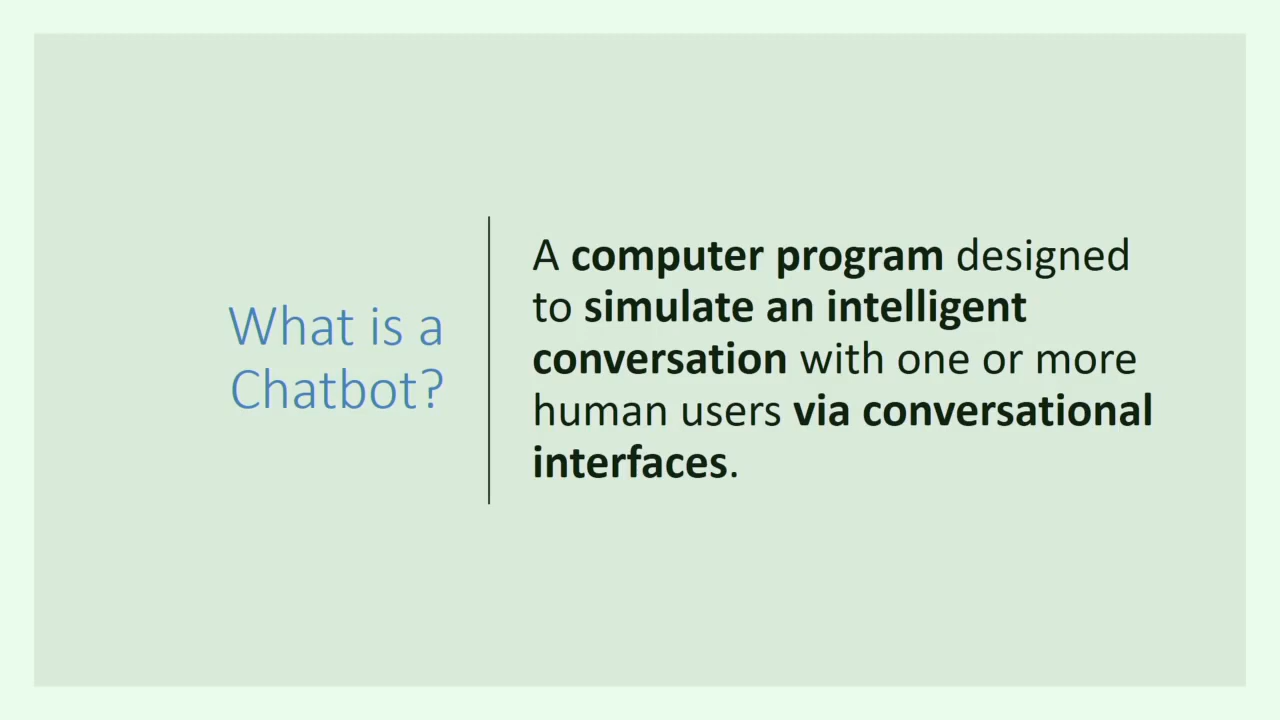 What is a
Chatbot?
A computer program designed
to simulate an intelligent
conversation with one or more
human users via conversational
interfaces.